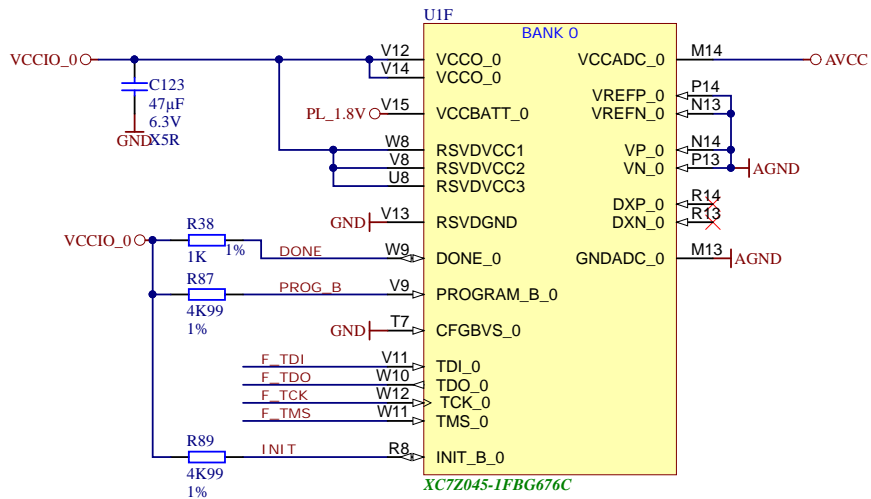 U1F
BANK 0
VCCIO_0
V12
VCCO_0
VCCADC_0
M14
AVCC
V14
VCCO_0
C123
47µF
6.3V
X5R
GND
PL_1.8V
V15
VCCBATT_0
VREFP_0
P14
VREFN_0
N13
W8
RSVDVCC1
VP_0
N14
V8
RSVDVCC2
VN_0
P13
AGND
U8
RSVDVCC3
DXP_0
R14
GND
V13
RSVDGND
DXN_0
R13
VCCIO_0
R38
1K
1%
DONE
W9
DONE_0
GNDADC_0
M13
AGND
R87
4K99
1%
PROG_B
V9
PROGRAM_B_0
GND
T7
CFGBVS_0
F_TDI
V11
TDI_0
F_TDO
W10
TDO_0
F_TCK
W12
TCK_0
F_TMS
W11
TMS_0
R89
4K99
1%
INIT
R8
INIT_B_0
XC7Z045-1FBG676C